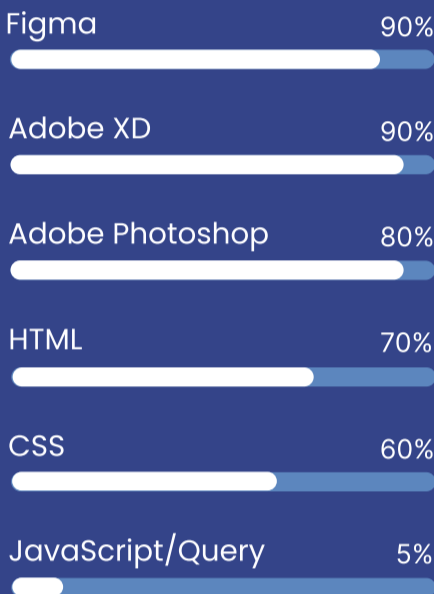 Figma 90%
Adobe XD 90%
Adobe Photoshop 80%
HTML 70%
CSS 60%
JavaScript/Query 5%